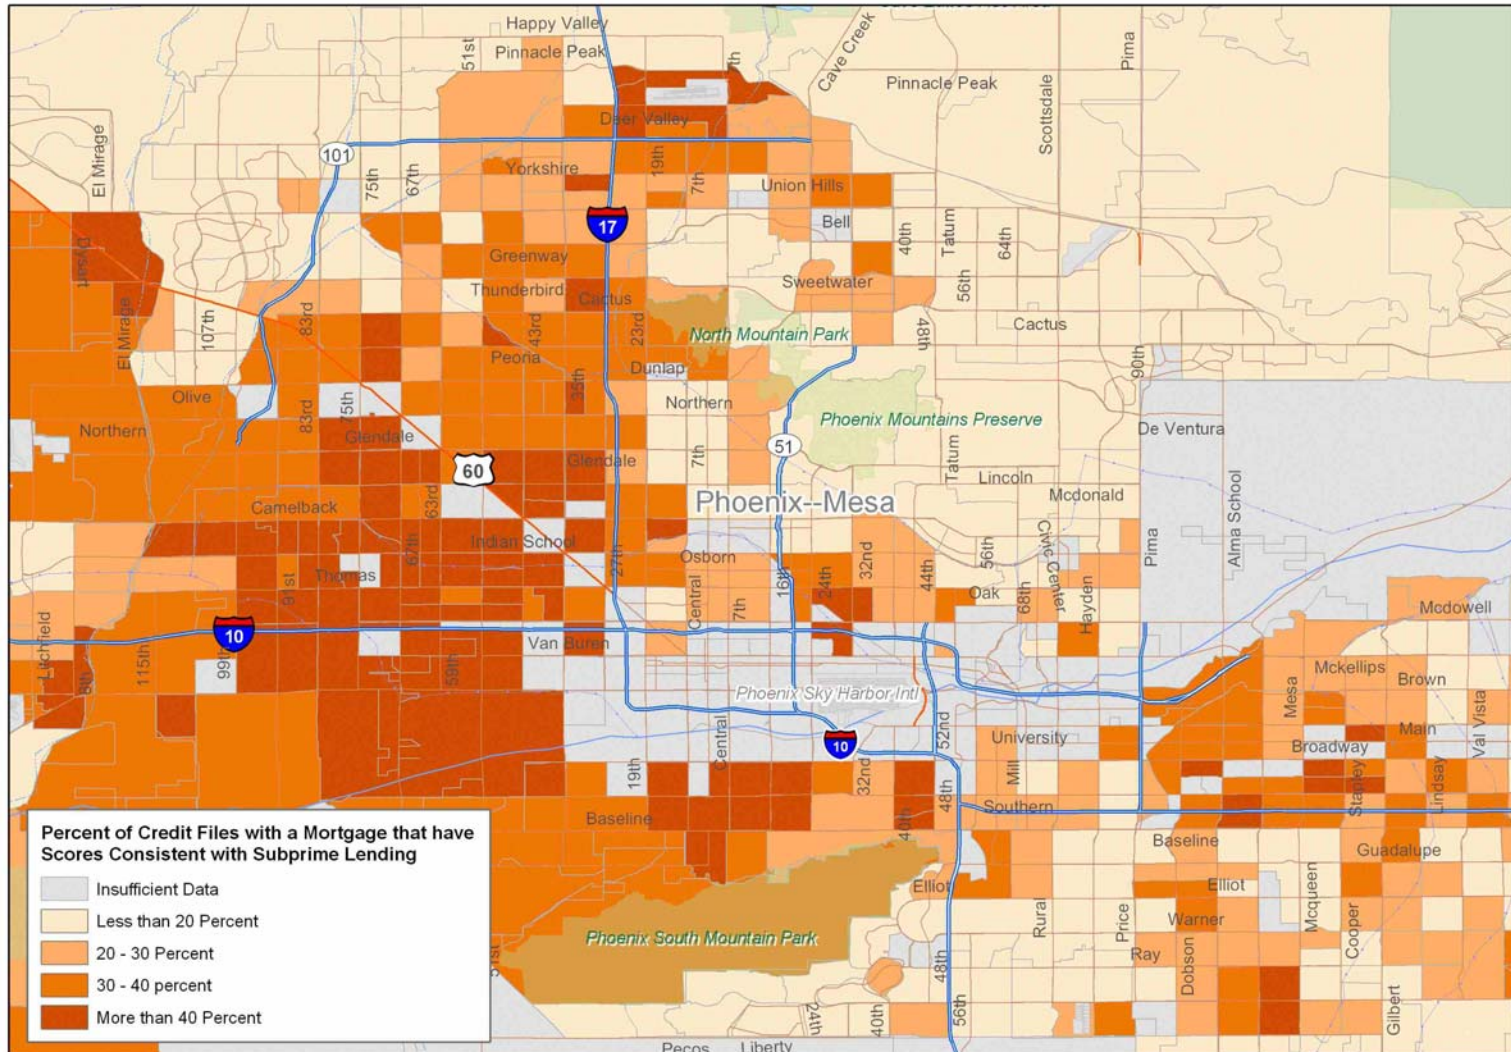 Happy Valley
Pinnacle Peak
51st
Cave Creek
Pinnacle Peak
Pima
Scottsdale
Deer Valley
101
El Mirage
75th
67th
Yorkshire
19th
7th
Union Hills
Bell
40th
Tatum
64th
17
Dysart
Greenway
Thunderbird
Cactus
Sweetwater
56th
El Mirage
107th
83rd
43rd
23rd
North Mountain Park
48th
Cactus
Peoria
Dunlap
90th
Olive
83rd
75th
35th
Northern
Phoenix Mountains Preserve
De Ventura
Northern
Glendale
Glendale
7th
51
Tatum
Lincoln
60
Phoenix--Mesa
Mcdonald
Camelback
63rd
Alma School
Indian School
67th
27th
Osborn
32nd
56th
Civic Center
Pima
Thomas
91st
Central
7th
16th
24th
44th
Oak
68th
Hayden
Mcdowell
Litchfield
10
Van Buren
115th
99th
59th
Phoenix Sky Harbor Intl
Mckellips
Brown
Mesa
Central
10
52nd
University
Main
Val Vista
Broadway
19th
32nd
48th
Mill
Southern
Stapley
Lindsay
Baseline
40th
Baseline
Guadalupe
Elliot
Elliot
Rural
Price
Warner
Mcqueen
Cooper
Phoenix South Mountain Park
51st
48th
Ray
Dobson
24th
40th
56th
Gilbert
Pecos
Liberty
Percent of Credit Files with a Mortgage that have
Scores Consistent with Subprime Lending
Insufficient Data
Less than 20 Percent
20 - 30 Percent
30 - 40 percent
More than 40 Percent